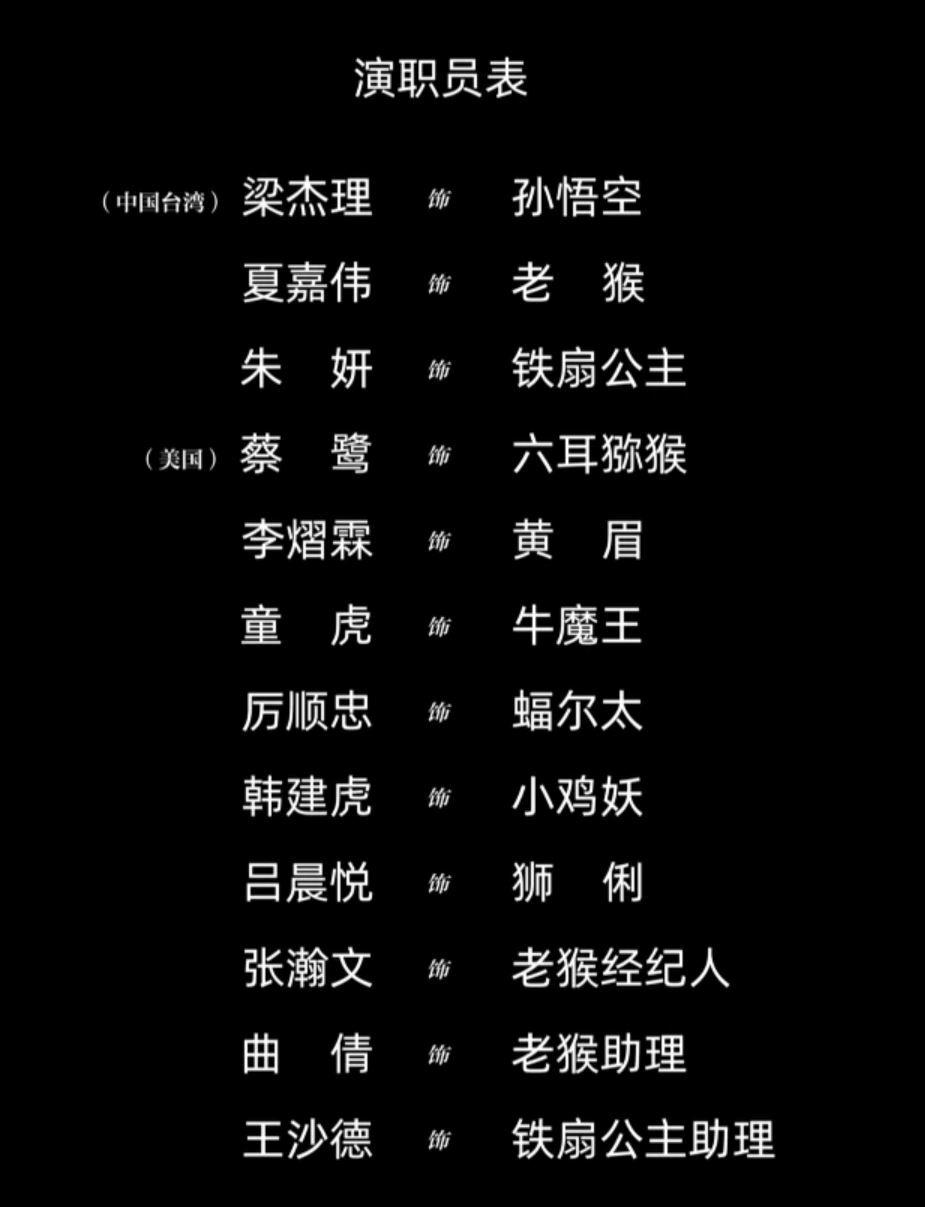 演职员表
（中国台湾）梁杰理 饰 孙悟空
夏嘉伟 饰 老 猴
朱 妍 饰 铁扇公主
（美国）蔡 鹭 饰 六耳猕猴
李熠霖 饰 黄 眉
童 虎 饰 牛魔王
厉顺忠 饰 蝠尔太
韩建虎 饰 小鸡妖
吕晨悦 饰 狮 俐
张瀚文 饰 老猴经纪人
曲 倩 饰 老猴助理
王沙德 饰 铁扇公主助理